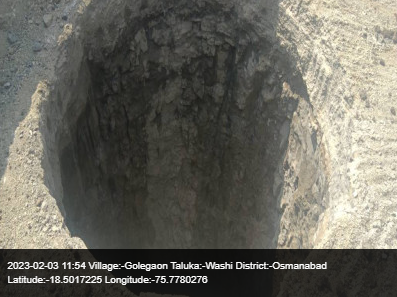 2023-02-03 11:54 Village:-Golegaon Taluka:-Washi District:-Osmanabad
Latitude:-18.5017225 Longitude:-75.7780276